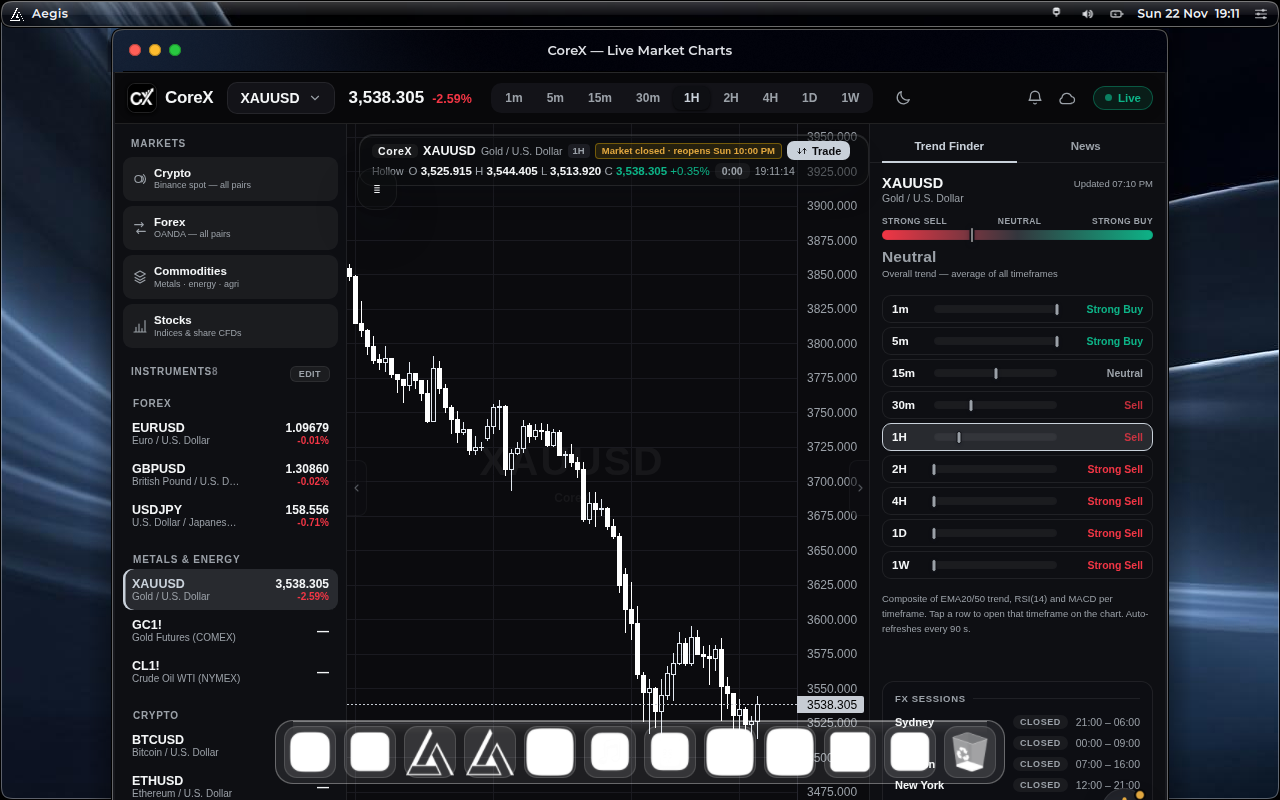 Aegis
Sun 22 Nov 19:11
CoreX — Live Market Charts
CX
CoreX
XAUUSD
3,538.305 -2.59%
1m 5m 15m 30m 1H 2H 4H 1D 1W
Live
MARKETS
Crypto
Binance spot — all pairs
Forex
OANDA — all pairs
Commodities
Metals · energy · agri
Stocks
Indices & share CFDs
INSTRUMENTS8
EDIT
FOREX
EURUSD 1.09679
Euro / U.S. Dollar -0.01%
GBPUSD 1.30860
British Pound / U.S. D… -0.02%
USDJPY 158.556
U.S. Dollar / Japanes… -0.71%
METALS & ENERGY
XAUUSD 3,538.305
Gold / U.S. Dollar -2.59%
GC1! —
Gold Futures (COMEX)
CL1! —
Crude Oil WTI (NYMEX)
CRYPTO
BTCUSD
Bitcoin / U.S. Dollar
ETHUSD —
Ethereum / U.S. Dollar
CoreX XAUUSD Gold / U.S. Dollar 1H Market closed · reopens Sun 10:00 PM Trade
Hollow O 3,525.915 H 3,544.405 L 3,513.920 C 3,538.305 +0.35% 0:00 19:11:14
XAUUSD
3950.000
3925.000
3900.000
3875.000
3850.000
3825.000
3800.000
3775.000
3750.000
3725.000
3700.000
3675.000
3650.000
3625.000
3600.000
3575.000
3550.000
3538.305
3525.000
3475.000
Trend Finder News
XAUUSD Updated 07:10 PM
Gold / U.S. Dollar
STRONG SELL NEUTRAL STRONG BUY
Neutral
Overall trend — average of all timeframes
1m Strong Buy
5m Strong Buy
15m Neutral
30m Sell
1H Sell
2H Strong Sell
4H Strong Sell
1D Strong Sell
1W Strong Sell
Composite of EMA20/50 trend, RSI(14) and MACD per
timeframe. Tap a row to open that timeframe on the chart. Auto-
refreshes every 90 s.
FX SESSIONS
Sydney CLOSED 21:00 – 06:00
CLOSED 00:00 – 09:00
CLOSED 07:00 – 16:00
New York CLOSED 12:00 – 21:00